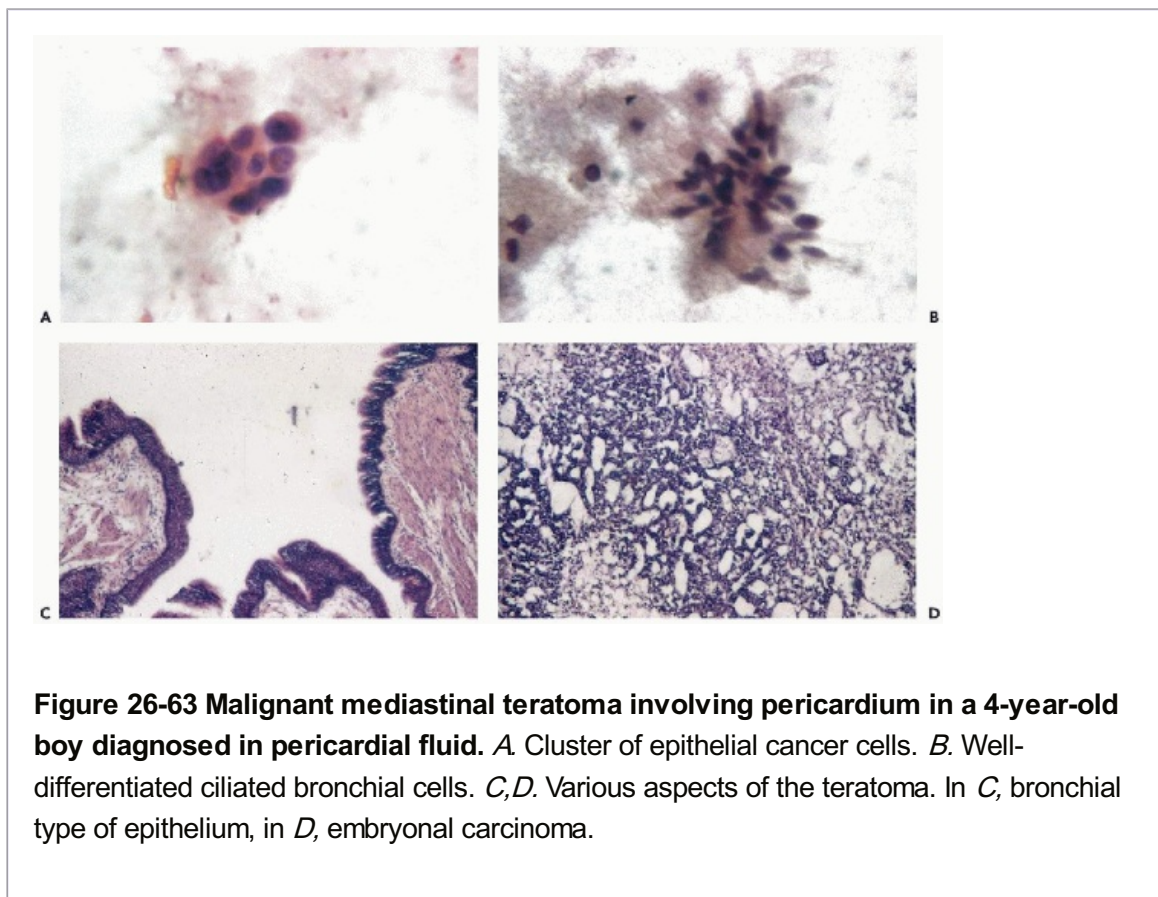 A
B
C
D
Figure 26-63 Malignant mediastinal teratoma involving pericardium in a 4-year-old
boy diagnosed in pericardial fluid. A. Cluster of epithelial cancer cells. B. Well-
differentiated ciliated bronchial cells. C,D. Various aspects of the teratoma. In C, bronchial
type of epithelium, in D, embryonal carcinoma.